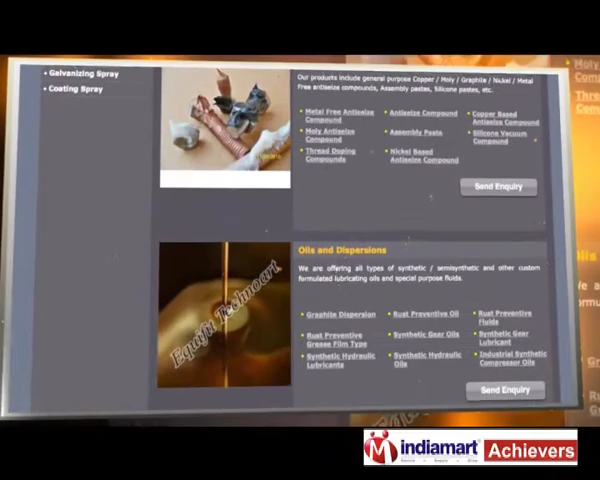 • Galvanizing Spray
• Coating Spray
Our products include general purpose Copper / Moly / Graphite / Nickel / Metal
Free antiseize compounds, Assembly pastes, Silicone pastes, etc.
• Metal Free Antiseize Compound
• Antiseize Compound
• Copper Based Antiseize Compound
• Moly Antiseize Compound
• Assembly Paste
• Silicone Vacuum Compound
• Thread Doping Compounds
• Nickel Based Antiseize Compound
Send Enquiry
Oils and Dispersions
We are offering all types of synthetic / semisynthetic and other custom
formulated lubricating oils and special purpose fluids.
• Graphite Dispersion
• Rust Preventive Oil
• Rust Preventive Fluids
• Rust Preventive Grease Film Type
• Synthetic Gear Oils
• Synthetic Gear Lubricant
• Synthetic Hydraulic Lubricants
• Synthetic Hydraulic Oils
• Industrial Synthetic Compressor Oils
Equifit Technoart
Send Enquiry
indiamart Achievers